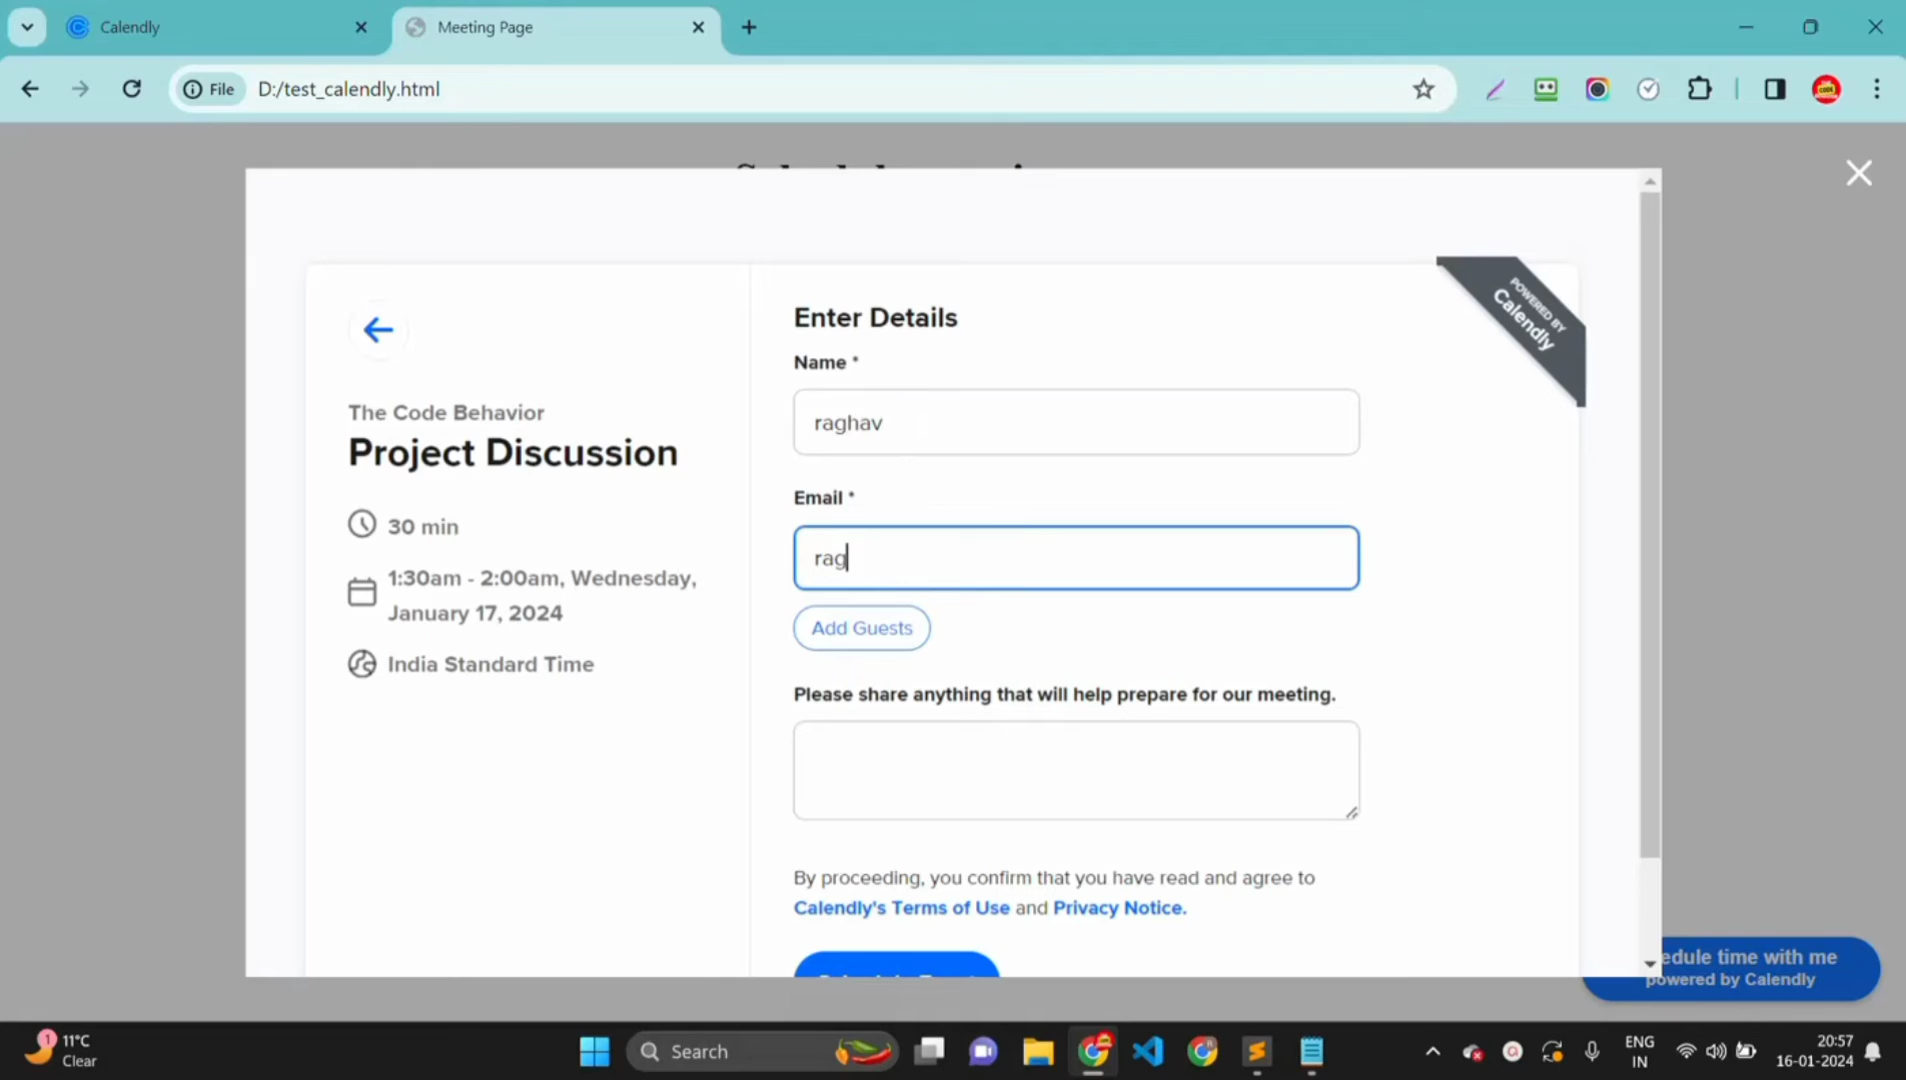 Calendly
Meeting Page
File
D:/test_calendly.html
POWERED BY
Calendly
The Code Behavior
Project Discussion
30 min
1:30am - 2:00am, Wednesday,
January 17, 2024
India Standard Time
Enter Details
Name *
raghav
Email *
rag
Add Guests
Please share anything that will help prepare for our meeting.
By proceeding, you confirm that you have read and agree to
Calendly's Terms of Use and Privacy Notice.
edule time with me
powered by Calendly
1
11°C
Clear
Search
ENG
IN
20:57
16-01-2024